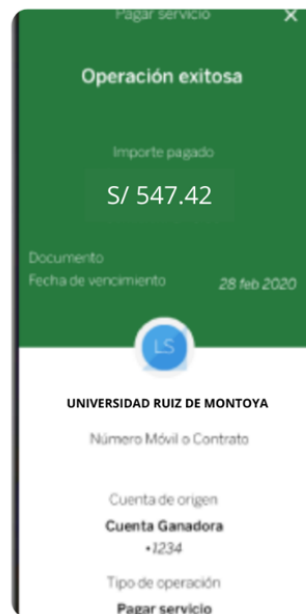 Pagar servicio
×
Operación exitosa
Importe pagado
S/ 547.42
Documento
Fecha de vencimiento 28 feb 2020
LS
UNIVERSIDAD RUIZ DE MONTOYA
Número Móvil o Contrato
Cuenta de origen
Cuenta Ganadora
•1234
Tipo de operación
Pagar servicio